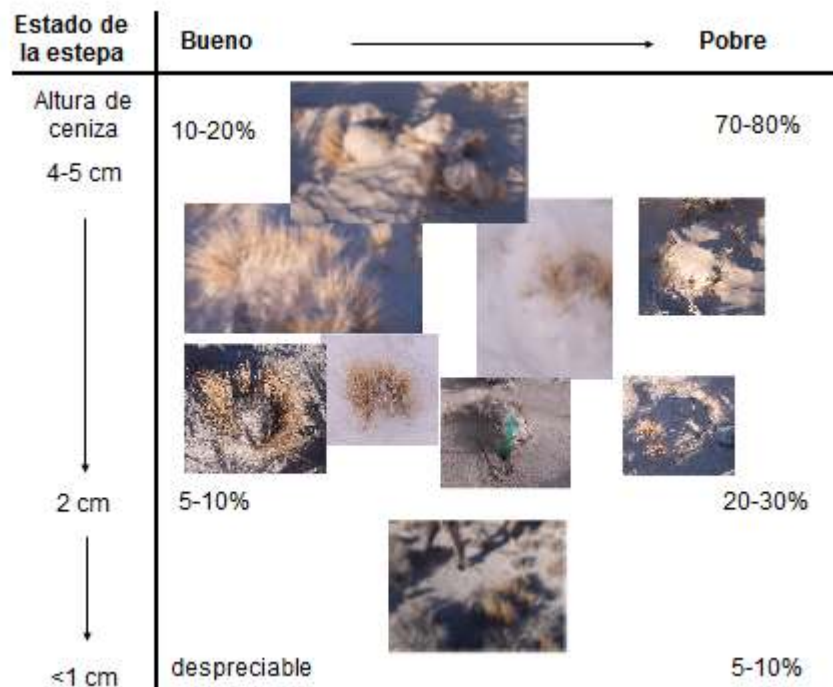 Estado de
la estepa
Bueno
Pobre
Altura de
ceniza
10-20%
70-80%
4-5 cm
2 cm
5-10%
20-30%
<1 cm
despreciable
5-10%